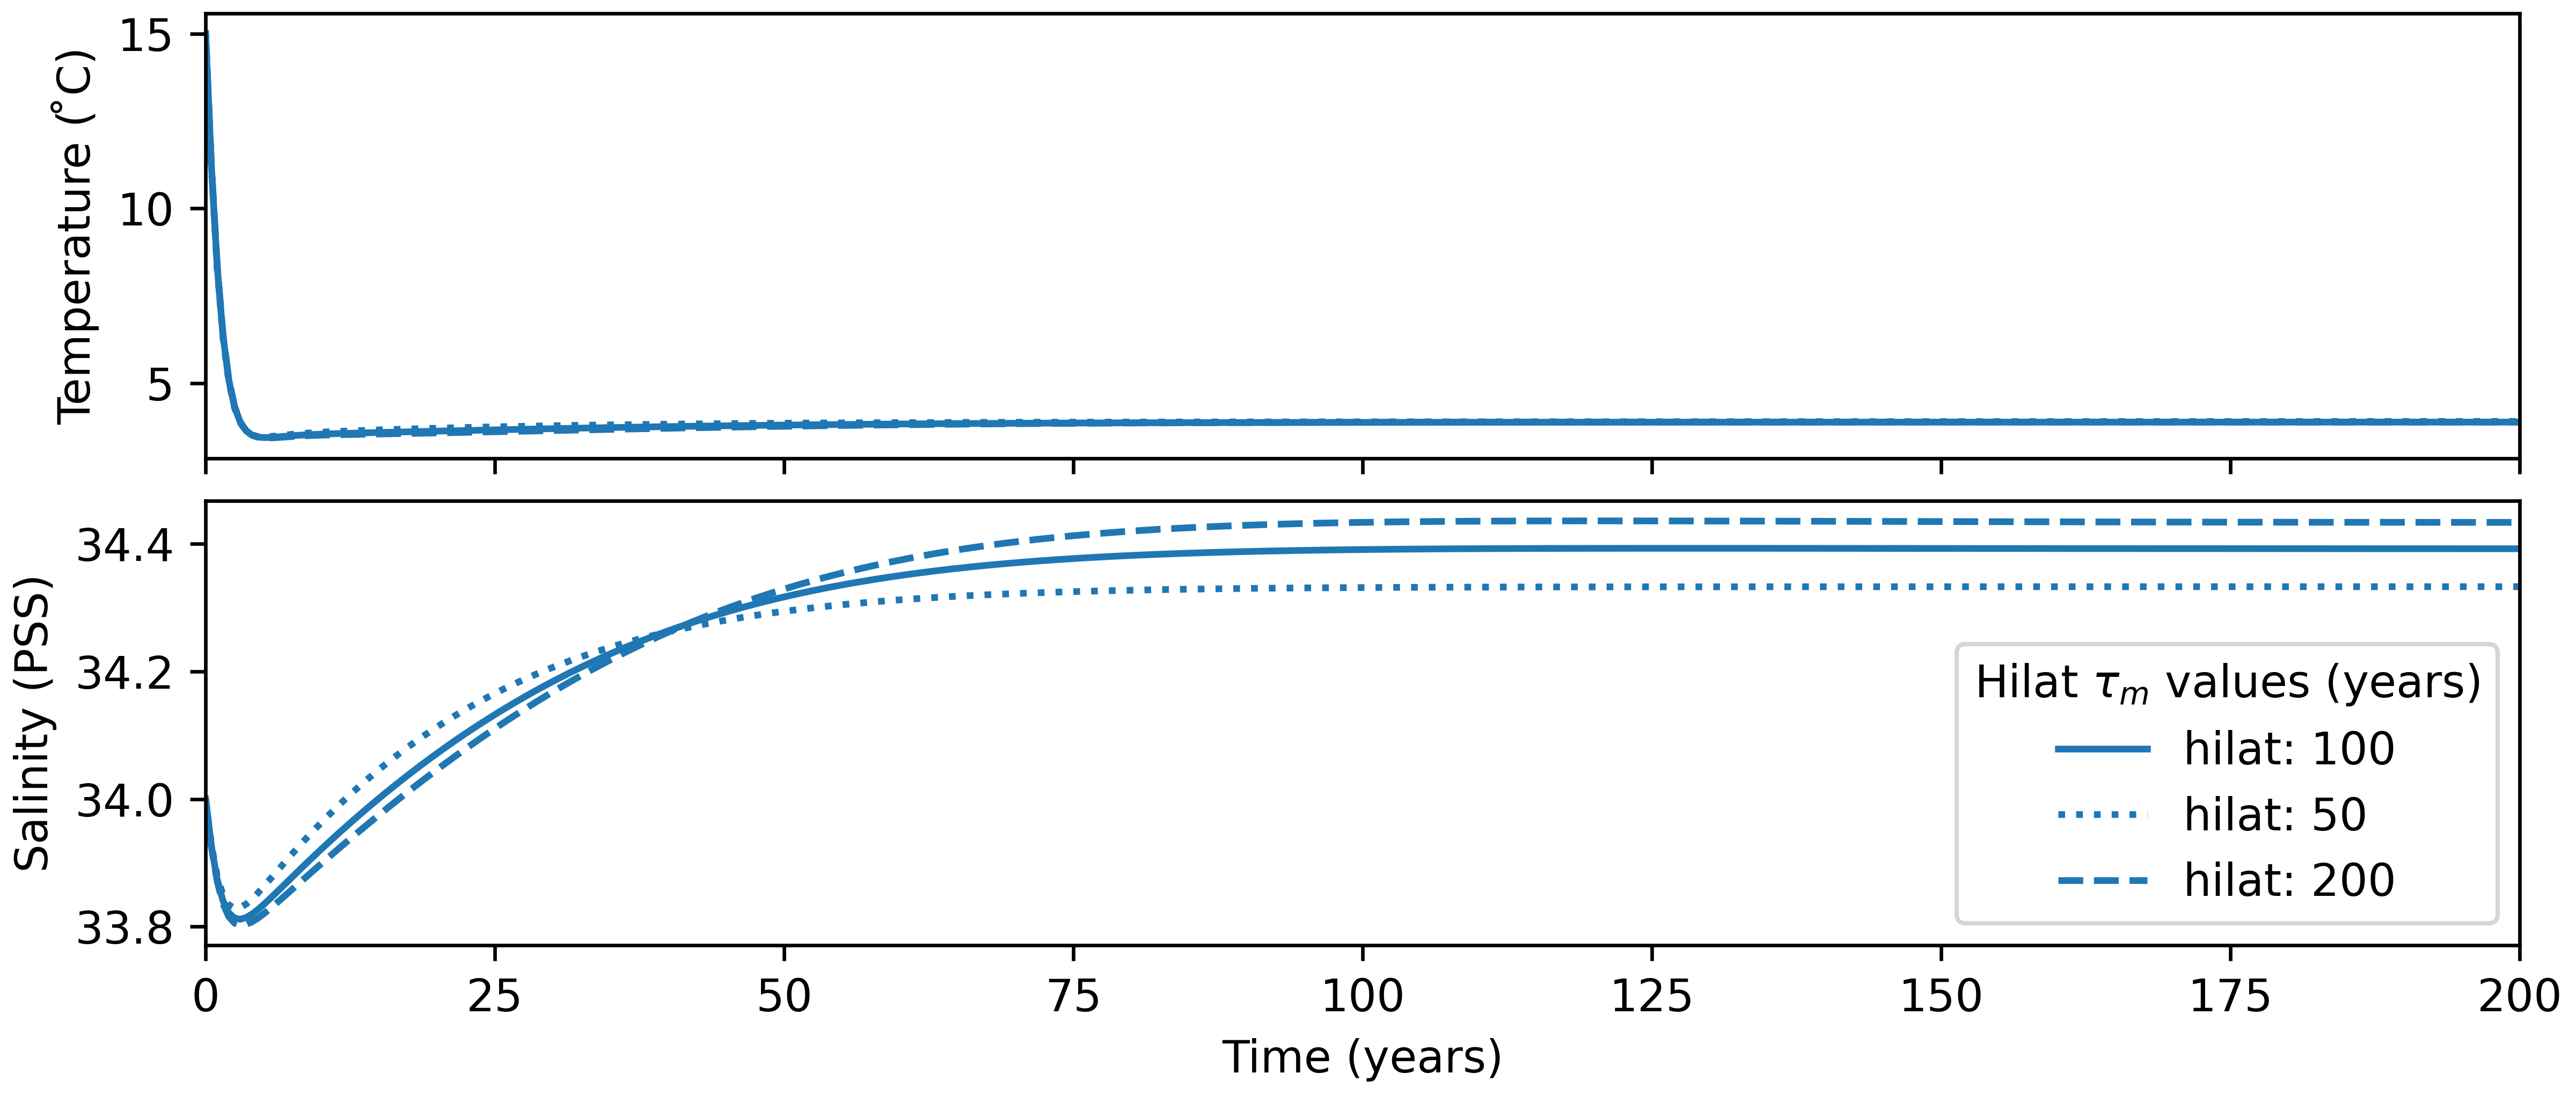 Temperature (˚C)
15
10
5
Salinity (PSS)
34.4
34.2
34.0
33.8
Hilat τm values (years)
hilat: 100
hilat: 50
hilat: 200
0 25 50 75 100 125 150 175 200
Time (years)